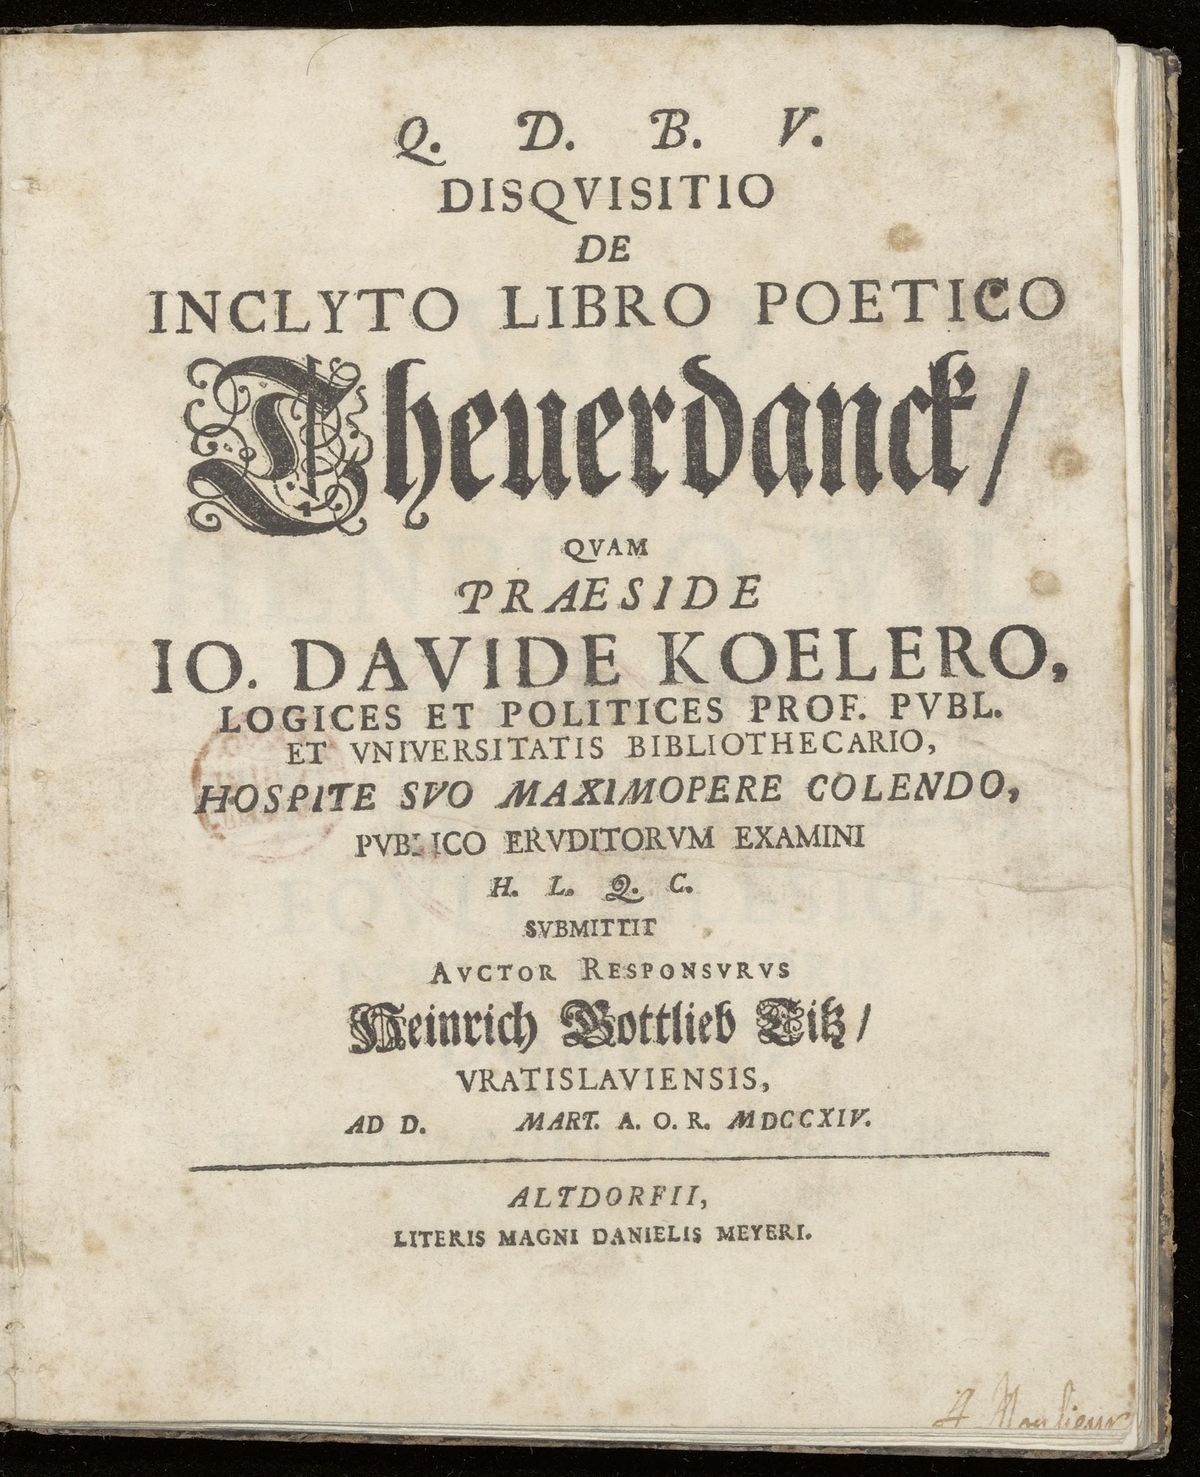 Q. D. B. V.
DISQVISITIO
DE
INCLYTO LIBRO POETICO
Theuerdanck/
QVAM
PRAESIDE
IO. DAVIDE KOELERO,
LOGICES ET POLITICES PROF. PVBL.
ET VNIVERSITATIS BIBLIOTHECARIO,
HOSPITE SVO MAXIMOPERE COLENDO,
PVBLICO ERVDITORVM EXAMINI
H. L. Q. C.
SVBMITTIT
AVCTOR RESPONSVRVS
Heinrich Gottlieb Titz/
VRATISLAVIENSIS,
AD D. MART. A. O. R. MDCCXIV.
ALTDORFII,
LITERIS MAGNI DANIELIS MEYERI.